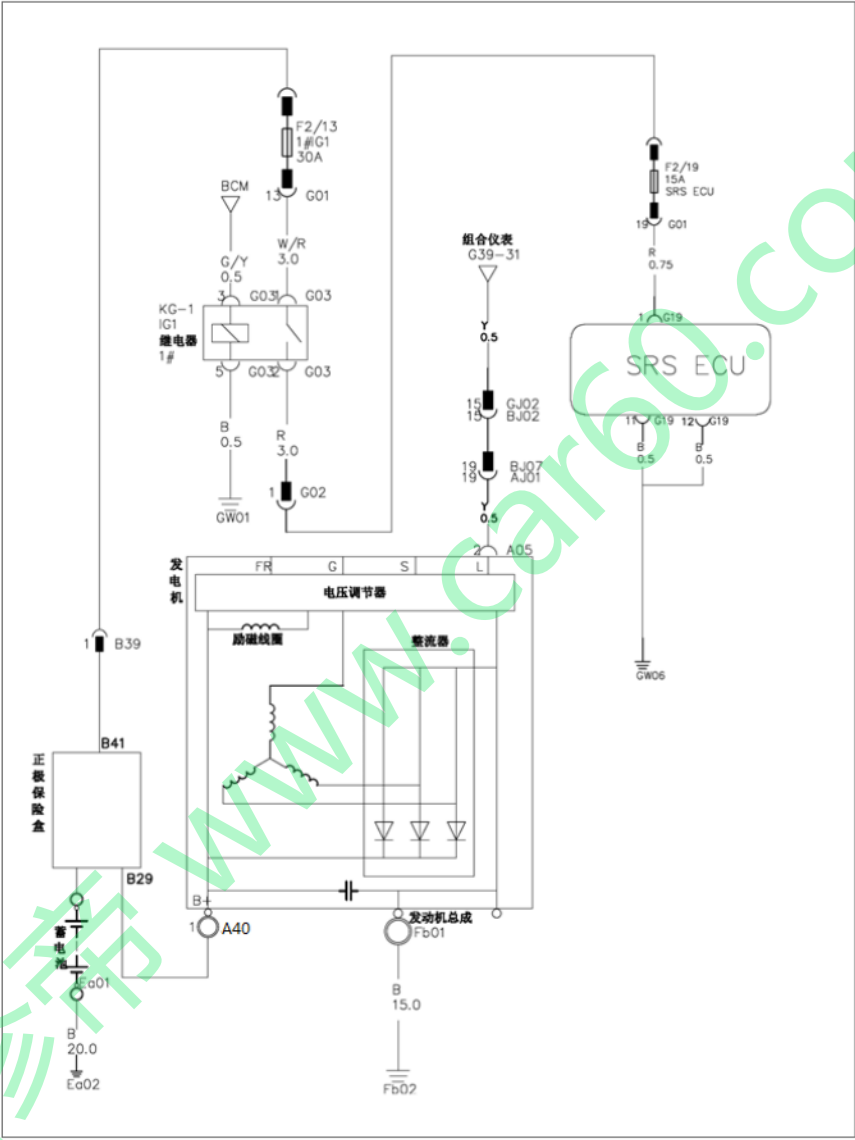 F2/13
1#IG1
30A
13 G01
BCM
W/R
3.0
G/Y
0.5
3 G03 1 G03
KG-1
IG1
继电器
1#
5 G03 2 G03
B
0.5
R
3.0
1 G02
GW01
F2/19
15A
SRS ECU
19 G01
R
0.75
1 G19
SRS ECU
11 G19 12 G19
B
0.5
B
0.5
GW06
组合仪表
G39-31
Y
0.5
15 GJ02
15 BJ02
19 BJ07
19 AJ01
Y
0.5
2 A05
发电机
FR G S L
电压调节器
励磁线圈
整流器
1 B39
B41
正极保险盒
B29
B+
1 A40
发动机总成
Fb01
蓄电池
Ea01
B
15.0
B
20.0
Ea02
Fb02
www.car60.co